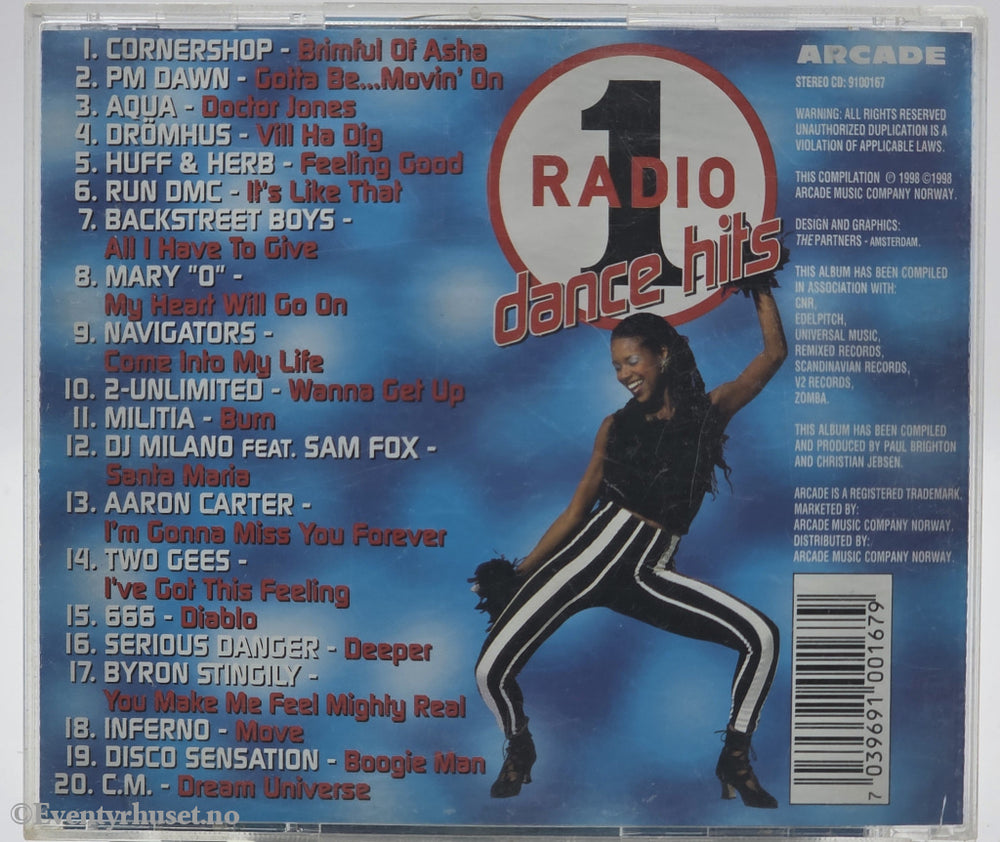 1. CORNERSHOP - Brimful Of Asha
2. PM DAWN - Gotta Be...Movin' On
3. AQUA - Doctor Jones
4. DRÖMHUS - Vill Ha Dig
5. HUFF & HERB - Feeling Good
6. RUN DMC - It's Like That
7. BACKSTREET BOYS -
All I Have To Give
8. MARY "O" -
My Heart Will Go On
9. NAVIGATORS -
Come Into My Life
10. 2-UNLIMITED - Wanna Get Up
11. MILITIA - Burn
12. DJ MILANO FEAT. SAM FOX -
Santa Maria
13. AARON CARTER -
I'm Gonna Miss You Forever
14. TWO GEES -
I've Got This Feeling
15. 666 - Diablo
16. SERIOUS DANGER - Deeper
17. BYRON STINGILY -
You Make Me Feel Mighty Real
18. INFERNO - Move
19. DISCO SENSATION - Boogie Man
20. C.M. - Dream Universe
1
RADIO
dance hits
ARCADE
STEREO CD: 9100167
WARNING: ALL RIGHTS RESERVED
UNAUTHORIZED DUPLICATION IS A
VIOLATION OF APPLICABLE LAWS.
THIS COMPILATION ℗ 1998 ©1998
ARCADE MUSIC COMPANY NORWAY.
DESIGN AND GRAPHICS:
THE PARTNERS - AMSTERDAM.
THIS ALBUM HAS BEEN COMPILED
IN ASSOCIATION WITH:
CNR,
EDELPITCH,
UNIVERSAL MUSIC,
REMIXED RECORDS,
SCANDINAVIAN RECORDS,
V2 RECORDS,
ZOMBA.
THIS ALBUM HAS BEEN COMPILED
AND PRODUCED BY PAUL BRIGHTON
AND CHRISTIAN JEBSEN.
ARCADE IS A REGISTERED TRADEMARK.
MARKETED BY:
ARCADE MUSIC COMPANY NORWAY.
DISTRIBUTED BY:
ARCADE MUSIC COMPANY NORWAY.
7 039691 001679
©Eventyrhuset.no